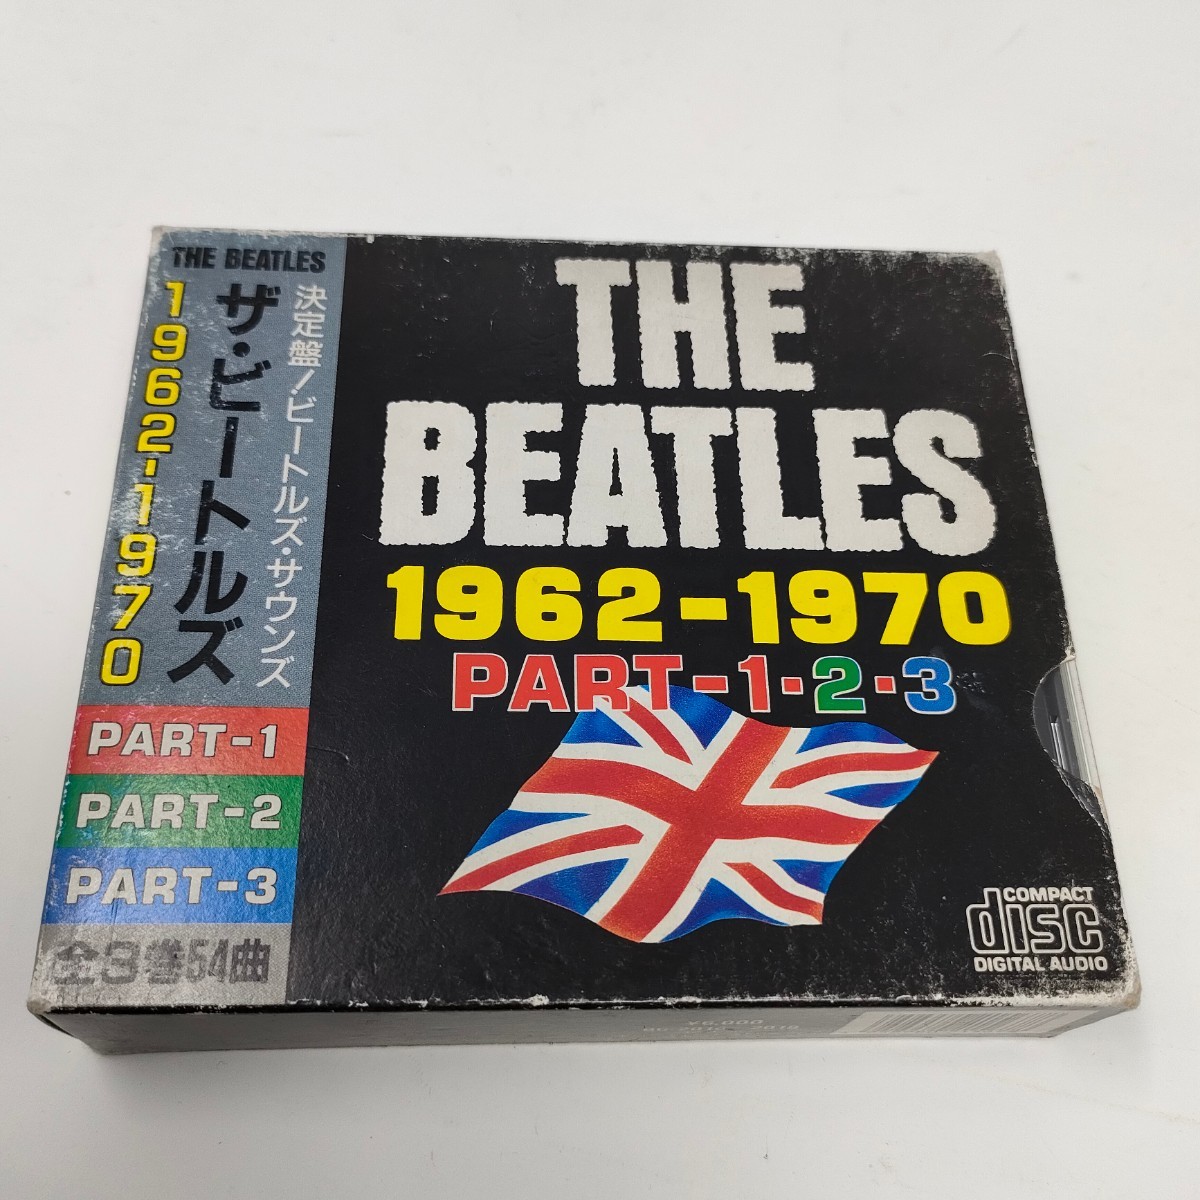 THE BEATLES
決定盤!ビートルズ・サウンズ
ザ・ビートルズ
1962-1970
PART-1
PART-2
PART-3
全3巻54曲
THE
BEATLES
1962-1970
PART-1・2・3
COMPACT
disc
DIGITAL AUDIO
¥6,000